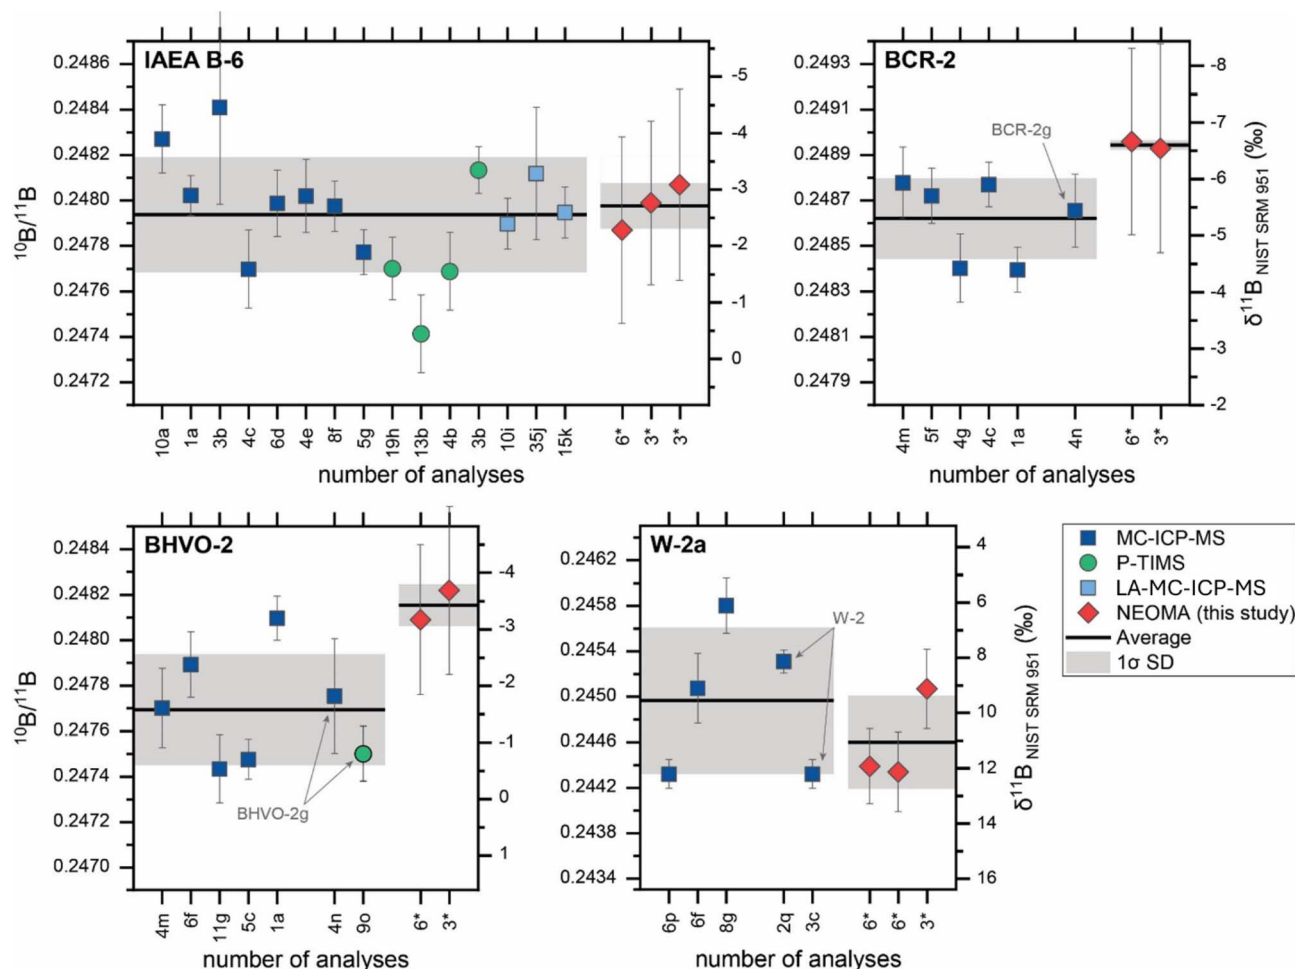 IAEA B-6
0.2486
0.2484
0.2482
0.2480
0.2478
0.2476
0.2474
0.2472
¹⁰B/¹¹B
-5
-4
-3
-2
-1
0
10a 1a 3b 4c 6d 4e 8f 5g 19h 13b 4b 3b 10i 35j 15k 6* 3* 3*
number of analyses
BCR-2
0.2493
0.2491
0.2489
0.2487
0.2485
0.2483
0.2481
0.2479
BCR-2g
-8
-7
-6
-5
-4
-3
-2
δ¹¹B NIST SRM 951 (‰)
4m 5f 4g 4c 1a 4n 6* 3*
number of analyses
BHVO-2
0.2484
0.2482
0.2480
0.2478
0.2476
0.2474
0.2472
0.2470
¹⁰B/¹¹B
BHVO-2g
-4
-3
-2
-1
0
1
4m 6f 11g 5c 1a 4n 9o 6* 3*
number of analyses
W-2a
0.2462
0.2458
0.2454
0.2450
0.2446
0.2442
0.2438
0.2434
W-2
4
6
8
10
12
14
16
δ¹¹B NIST SRM 951 (‰)
6p 6f 8g 2q 3c 6* 6* 3*
number of analyses
MC-ICP-MS
P-TIMS
LA-MC-ICP-MS
NEOMA (this study)
Average
1σ SD